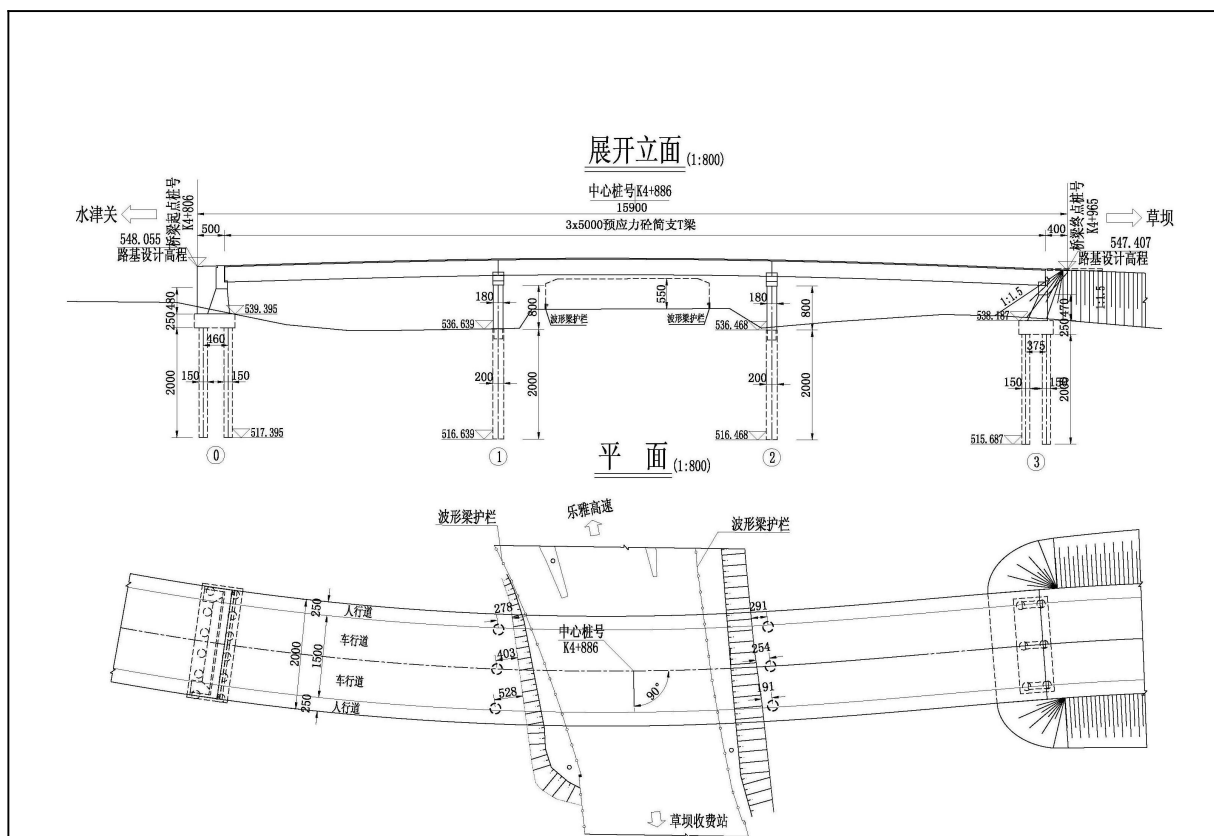 展开立面 (1:800)
中心桩号K4+886
15900
水津关
桥梁起点桩号
K4+806
500
3x5000预应力砼简支T梁
400
桥梁终点桩号
K4+965
草坝
548.055
路基设计高程
547.407
路基设计高程
480
250
2000
539.395
460
150
150
517.395
180
800
536.639
200
2000
516.639
波形梁护栏
550
波形梁护栏
180
800
536.468
200
2000
516.468
1:1.5
1:1.5
538.187
470
250
375
150
150
2000
515.687
0
1
2
3
平 面 (1:800)
乐雅高速
波形梁护栏
波形梁护栏
250
人行道
278
291
车行道
中心桩号
K4+886
2000
1500
403
254
车行道
90°
528
191
250
人行道
草坝收费站